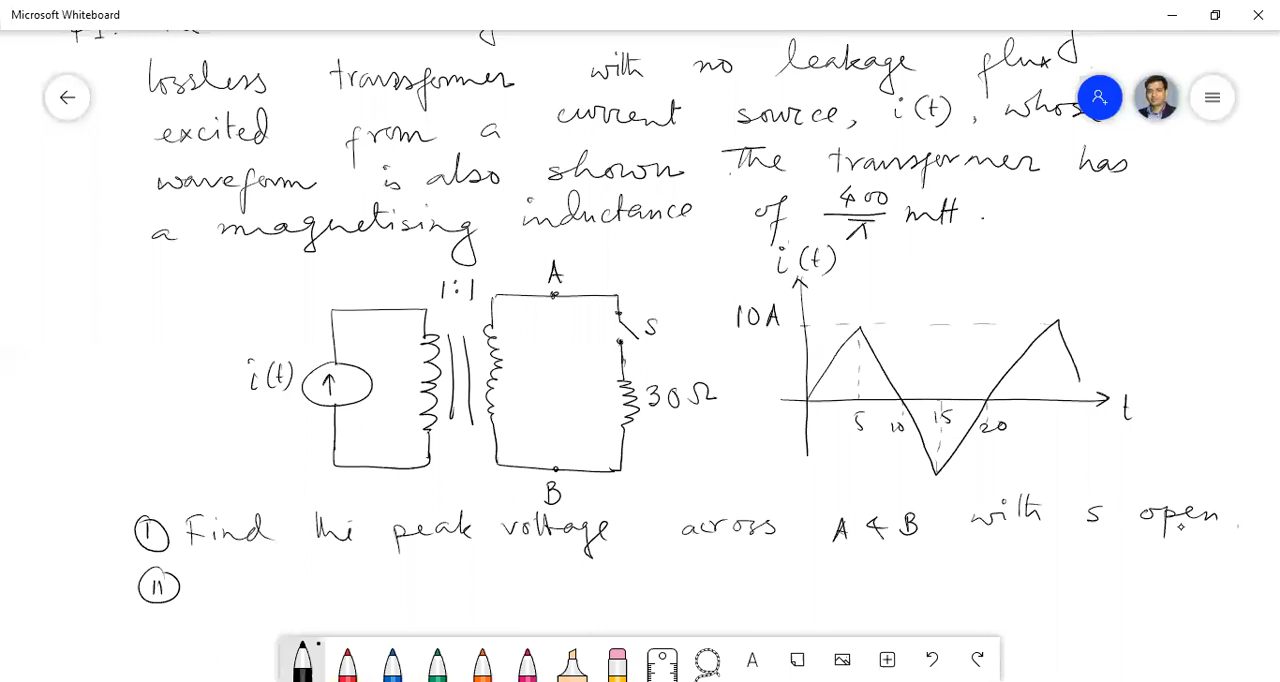 Microsoft Whiteboard
lossless transformer with no leakage flux
excited from a current source, i(t), whose
waveform is also shown. The transformer has
a magnetising inductance of 400/π mH.
i(t)
A
1:1
10A
S
i(t)
30Ω
5 10 15 20
t
B
I Find the peak voltage across A & B with S open.
II
A